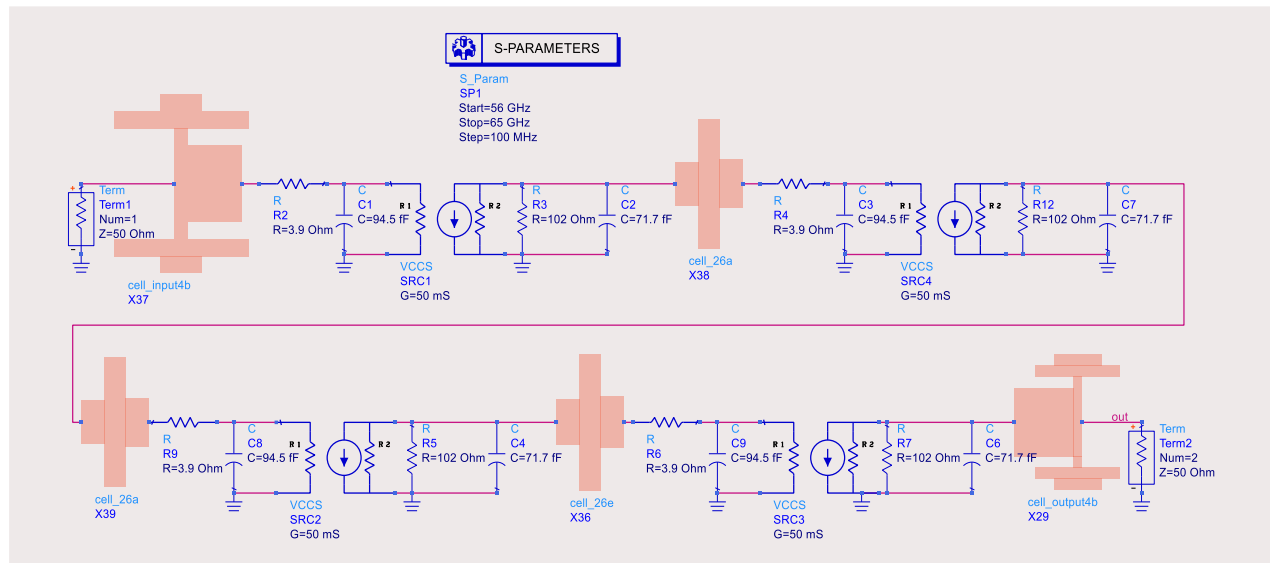 S-PARAMETERS
S_Param
SP1
Start=56 GHz
Stop=65 GHz
Step=100 MHz
+
Term
Term1
Num=1
Z=50 Ohm
-
cell_input4b
X37
R
R2
R=3.9 Ohm
C
C1
C=94.5 fF
R1
VCCS
SRC1
G=50 mS
R2
R
R3
R=102 Ohm
C
C2
C=71.7 fF
cell_26a
X38
R
R4
R=3.9 Ohm
C
C3
C=94.5 fF
R1
VCCS
SRC4
G=50 mS
R2
R
R12
R=102 Ohm
C
C7
C=71.7 fF
cell_26a
X39
R
R9
R=3.9 Ohm
C
C8
C=94.5 fF
R1
VCCS
SRC2
G=50 mS
R2
R
R5
R=102 Ohm
C
C4
C=71.7 fF
cell_26e
X36
R
R6
R=3.9 Ohm
C
C9
C=94.5 fF
R1
VCCS
SRC3
G=50 mS
R2
R
R7
R=102 Ohm
C
C6
C=71.7 fF
cell_output4b
X29
out
+
Term
Term2
Num=2
Z=50 Ohm
-